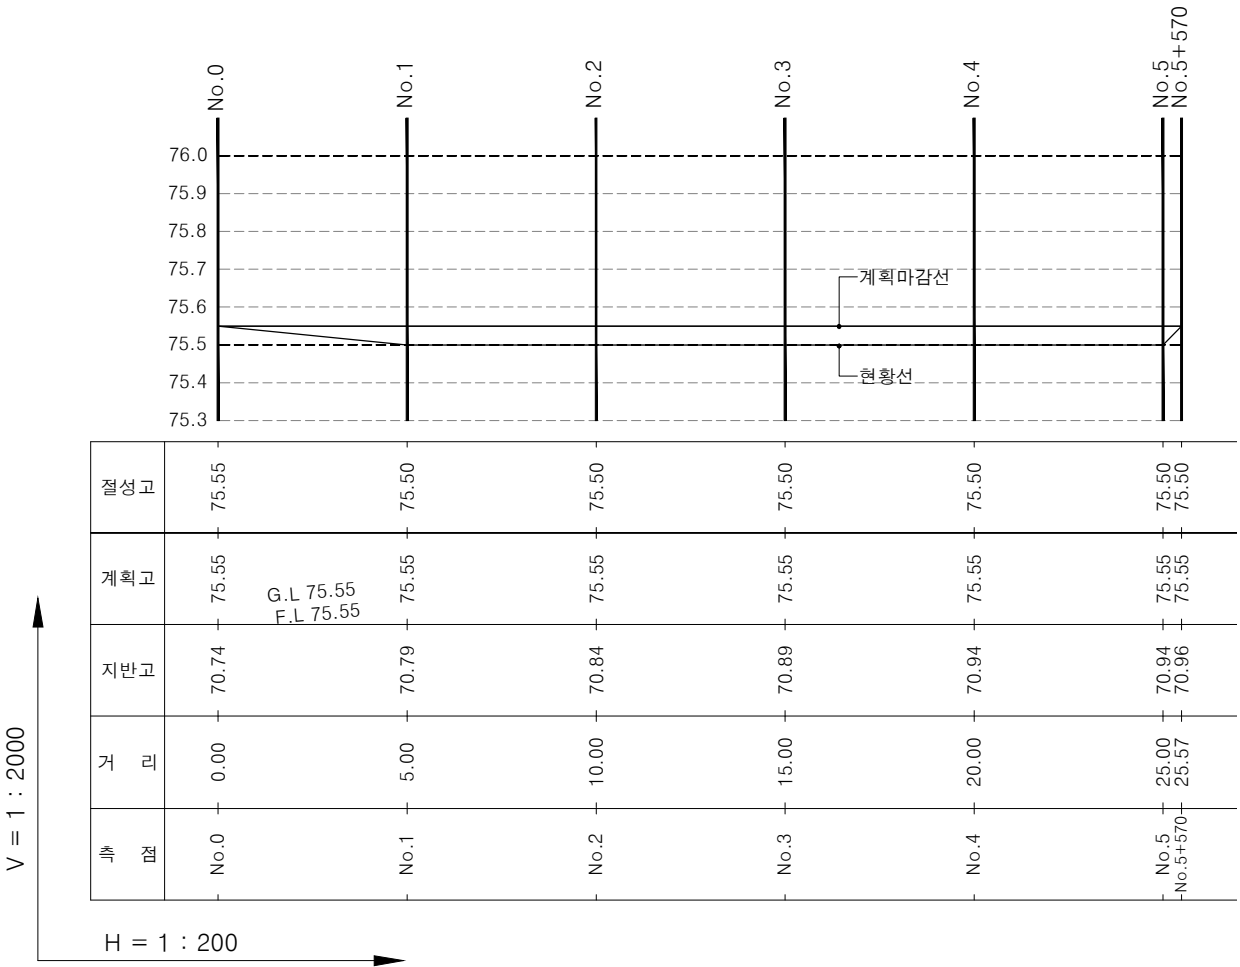 No.0 No.1 No.2 No.3 No.4 No.5 No.5+570
76.0
75.9
75.8
75.7
75.6
75.5
75.4
75.3
계획마감선
현황선
절성고 75.55 75.50 75.50 75.50 75.50 75.50 75.50
계획고 75.55 75.55 75.55 75.55 75.55 75.55 75.55
G.L 75.55
F.L 75.55
지반고 70.74 70.79 70.84 70.89 70.94 70.94 70.96
거 리 0.00 5.00 10.00 15.00 20.00 25.00 25.57
측 점 No.0 No.1 No.2 No.3 No.4 No.5 No.5+570
V = 1 : 2000
H = 1 : 200